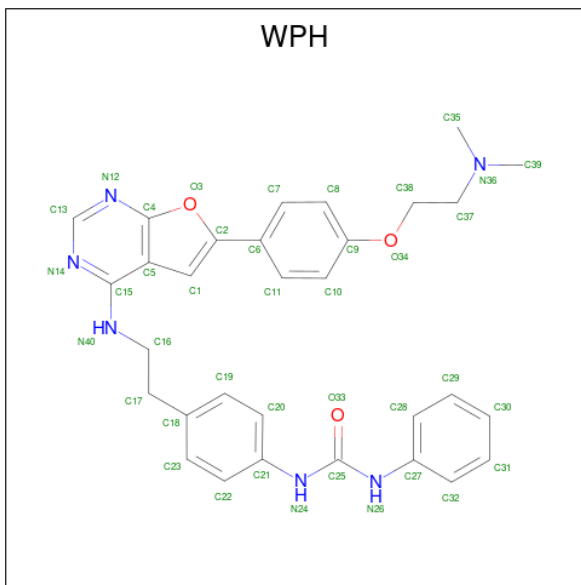 WPH
C35
N
N36
C39
N12
O3
C7
C8
C38
C37
C13
N
C4
O
C2
C6
C9
O
O34
N14
N
C5
C15
C1
C11
C10
HN
N40
C16
C19
O33
C29
C17
C20
O
C28
C30
C18
C23
C21
N
H
C25
N
H
C27
C31
C22
N24
N26
C32